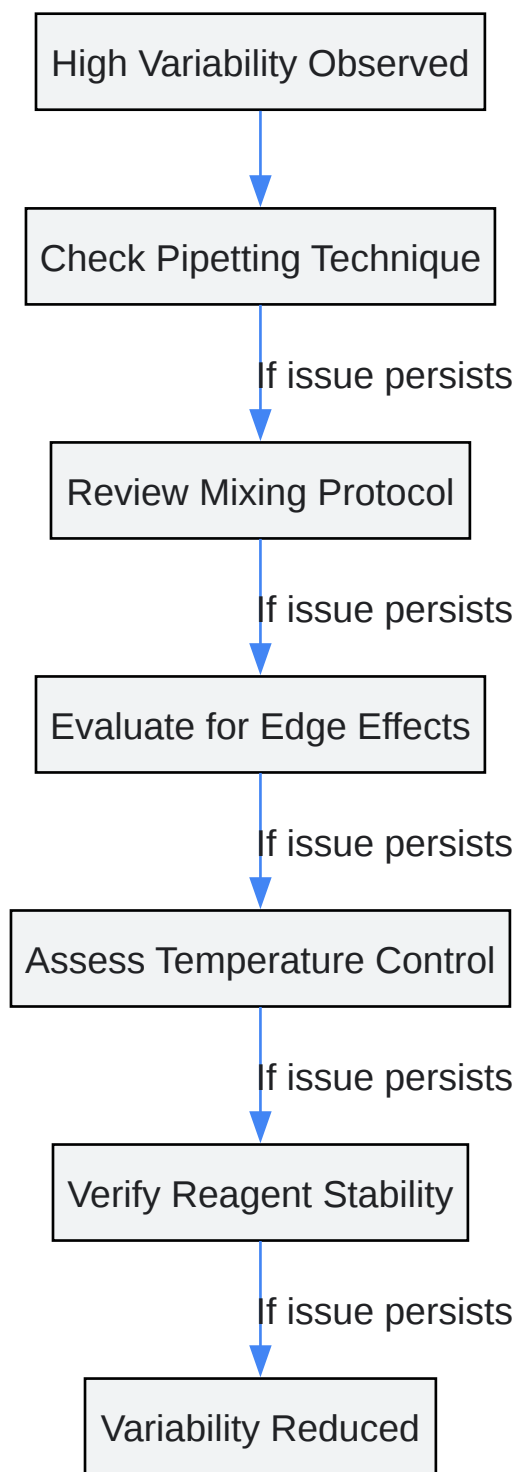 High Variability Observed
Check Pipetting Technique
If issue persists
Review Mixing Protocol
If issue persists
Evaluate for Edge Effects
If issue persists
Assess Temperature Control
If issue persists
Verify Reagent Stability
If issue persists
Variability Reduced